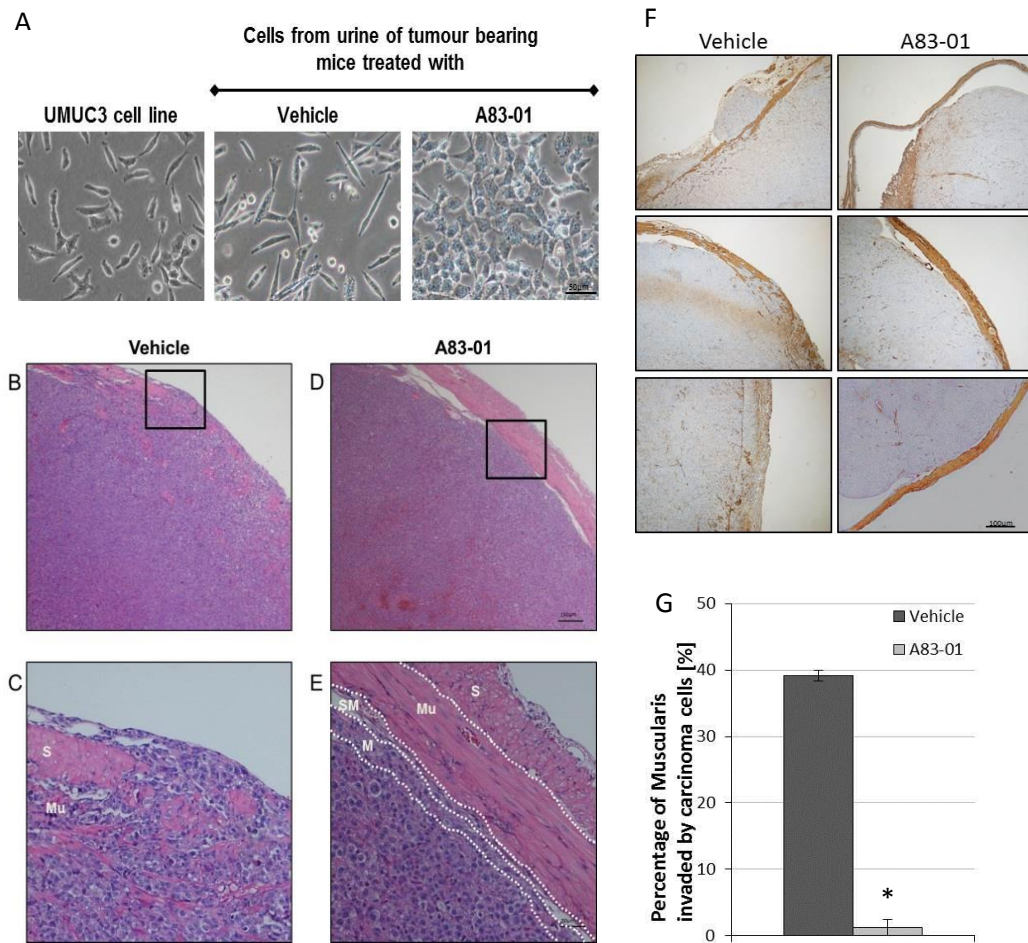 A
Cells from urine of tumour bearing
mice treated with
UMUC3 cell line
Vehicle
A83-01
50µm
Vehicle
A83-01
B
D
C
S
Mu
E
SM
M
Mu
S
F
Vehicle
A83-01
100µm
G
Percentage of Muscularis
invaded by carcinoma cells [%]
50
40
30
20
10
0
Vehicle
A83-01
*